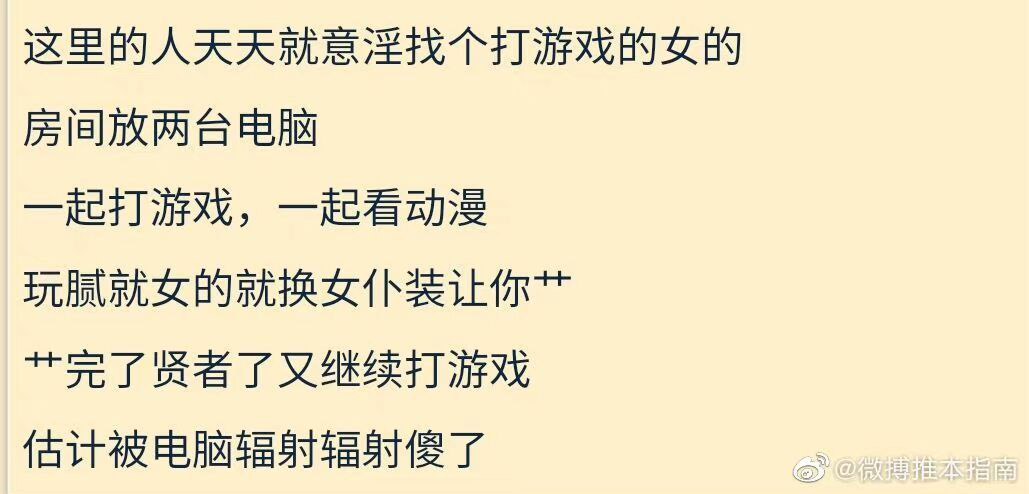 这里的人天天就意淫找个打游戏的女的
房间放两台电脑
一起打游戏，一起看动漫
玩腻就女的就换女仆装让你艹
艹完了贤者了又继续打游戏
估计被电脑辐射辐射傻了
@微搏推本指南